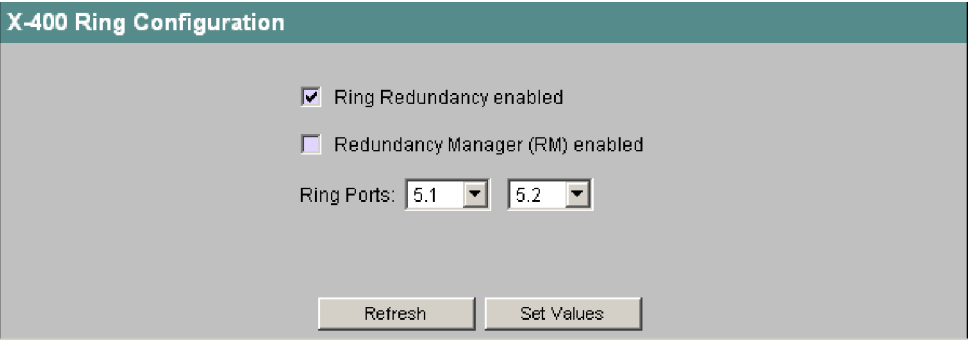 X-400 Ring Configuration
Ring Redundancy enabled
Redundancy Manager (RM) enabled
Ring Ports: 5.1 5.2
Refresh Set Values